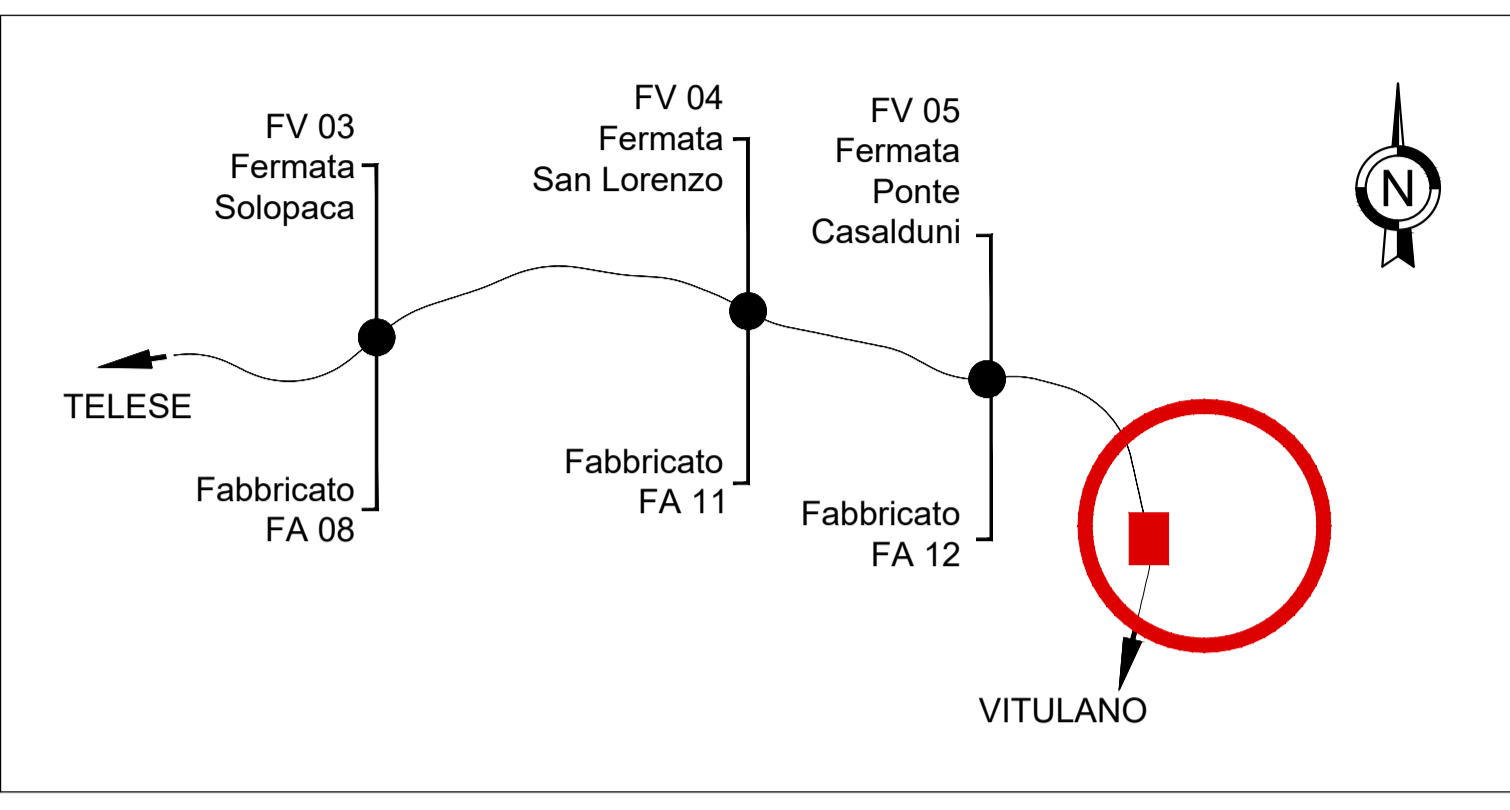 FV 03
Fermata
Solopaca
FV 04
Fermata
San Lorenzo
FV 05
Fermata
Ponte
Casalduni
N
TELESE
Fabbricato
FA 08
Fabbricato
FA 11
Fabbricato
FA 12
VITULANO